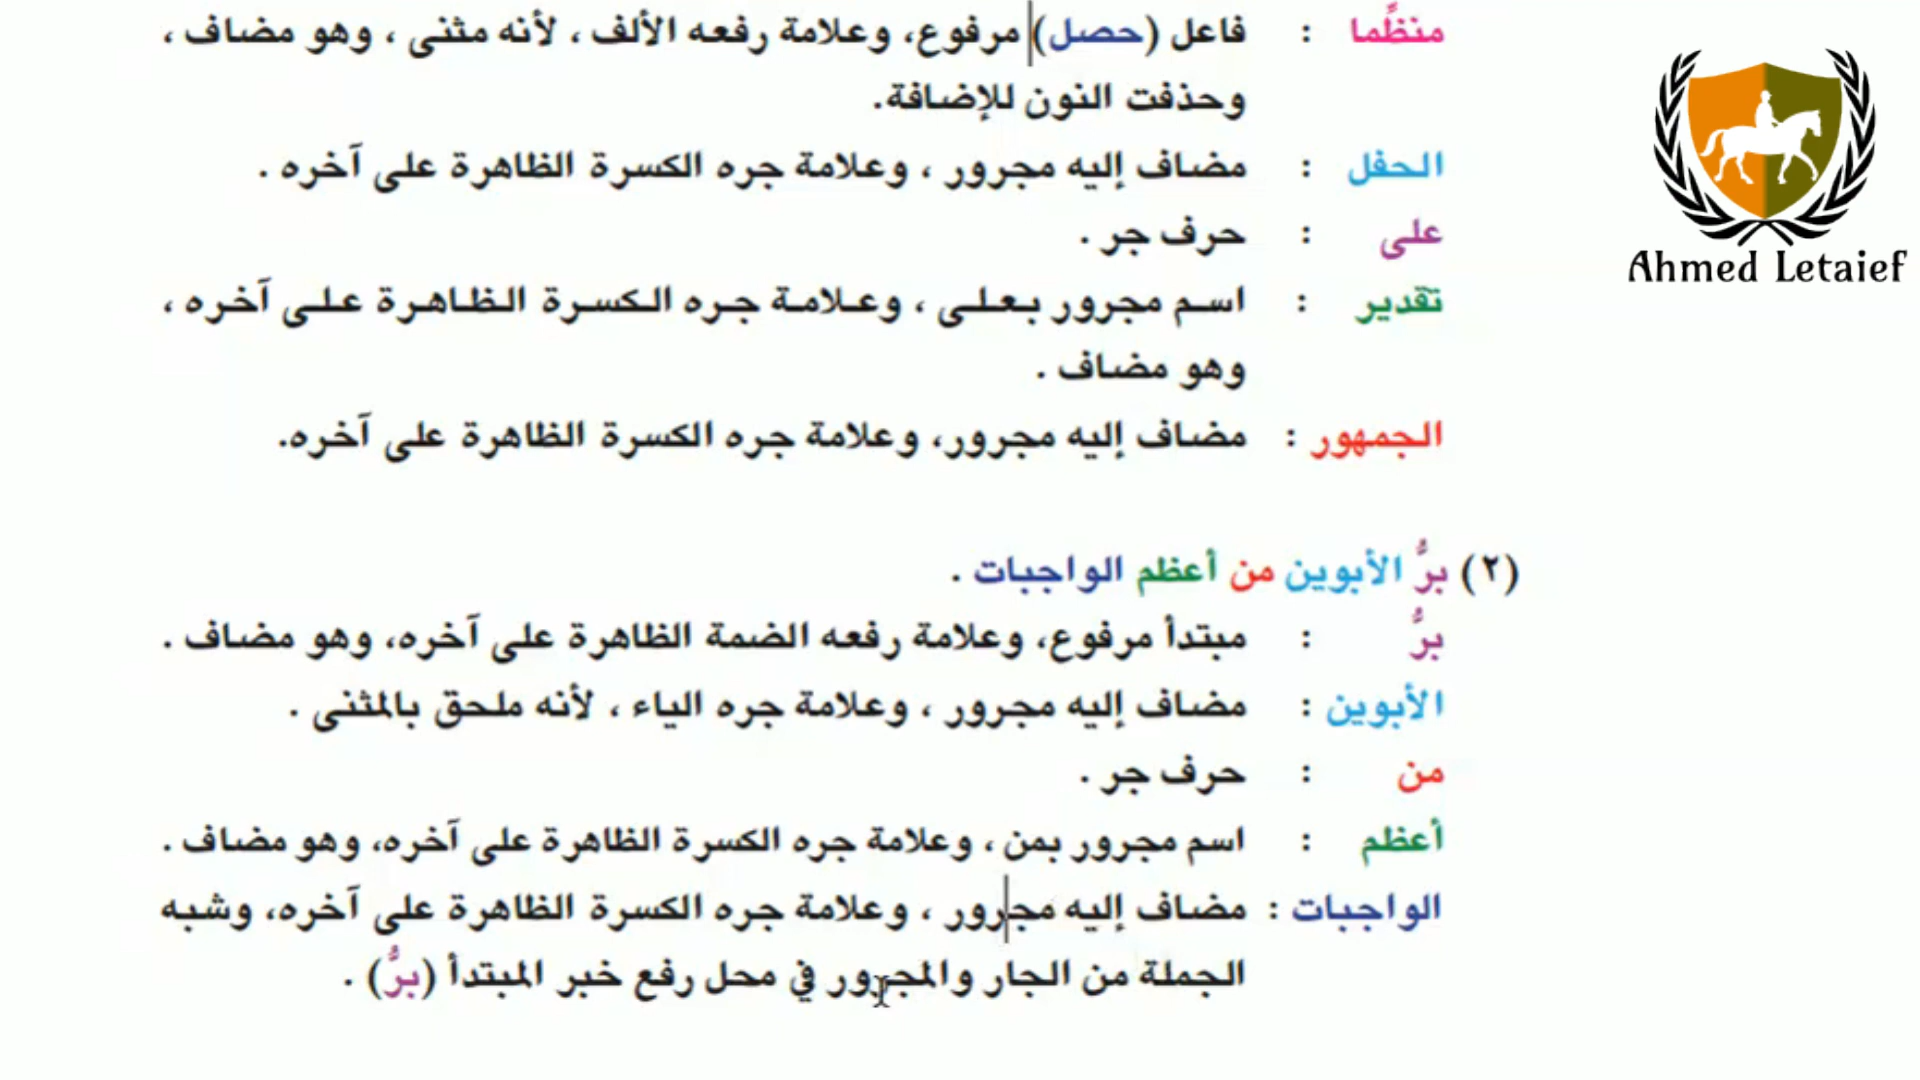 منظِّما : فاعل (حصل) مرفوع، وعلامة رفعه الألف ، لأنه مثنى ، وهو مضاف ،
وحذفت النون للإضافة.
الحفل : مضاف إليه مجرور ، وعلامة جره الكسرة الظاهرة على آخره .
على : حرف جر .
تقدير : اسم مجرور بعلى ، وعلامة جره الكسرة الظاهرة على آخره ،
وهو مضاف .
الجمهور : مضاف إليه مجرور، وعلامة جره الكسرة الظاهرة على آخره.
(٢) برُّ الأبوين من أعظم الواجبات .
برُّ : مبتدأ مرفوع، وعلامة رفعه الضمة الظاهرة على آخره، وهو مضاف .
الأبوين : مضاف إليه مجرور ، وعلامة جره الياء ، لأنه ملحق بالمثنى .
من : حرف جر .
أعظم : اسم مجرور بمن ، وعلامة جره الكسرة الظاهرة على آخره، وهو مضاف .
الواجبات : مضاف إليه مجرور ، وعلامة جره الكسرة الظاهرة على آخره، وشبه
الجملة من الجار والمجرور في محل رفع خبر المبتدأ (برُّ) .
Ahmed Letaief